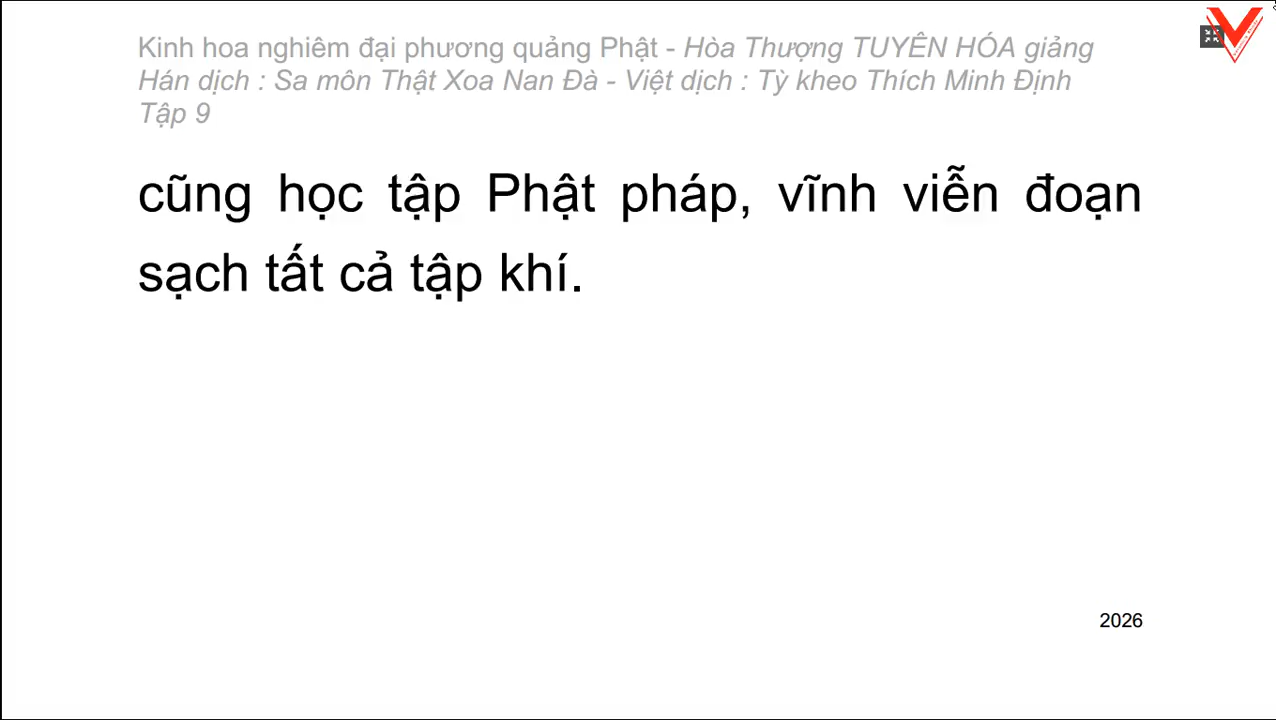 Kinh hoa nghiêm đại phương quảng Phật - Hòa Thượng TUYÊN HÓA giảng
Hán dịch : Sa môn Thật Xoa Nan Đà - Việt dịch : Tỳ kheo Thích Minh Định
Tập 9
cũng học tập Phật pháp, vĩnh viễn đoạn
sạch tất cả tập khí.
2026